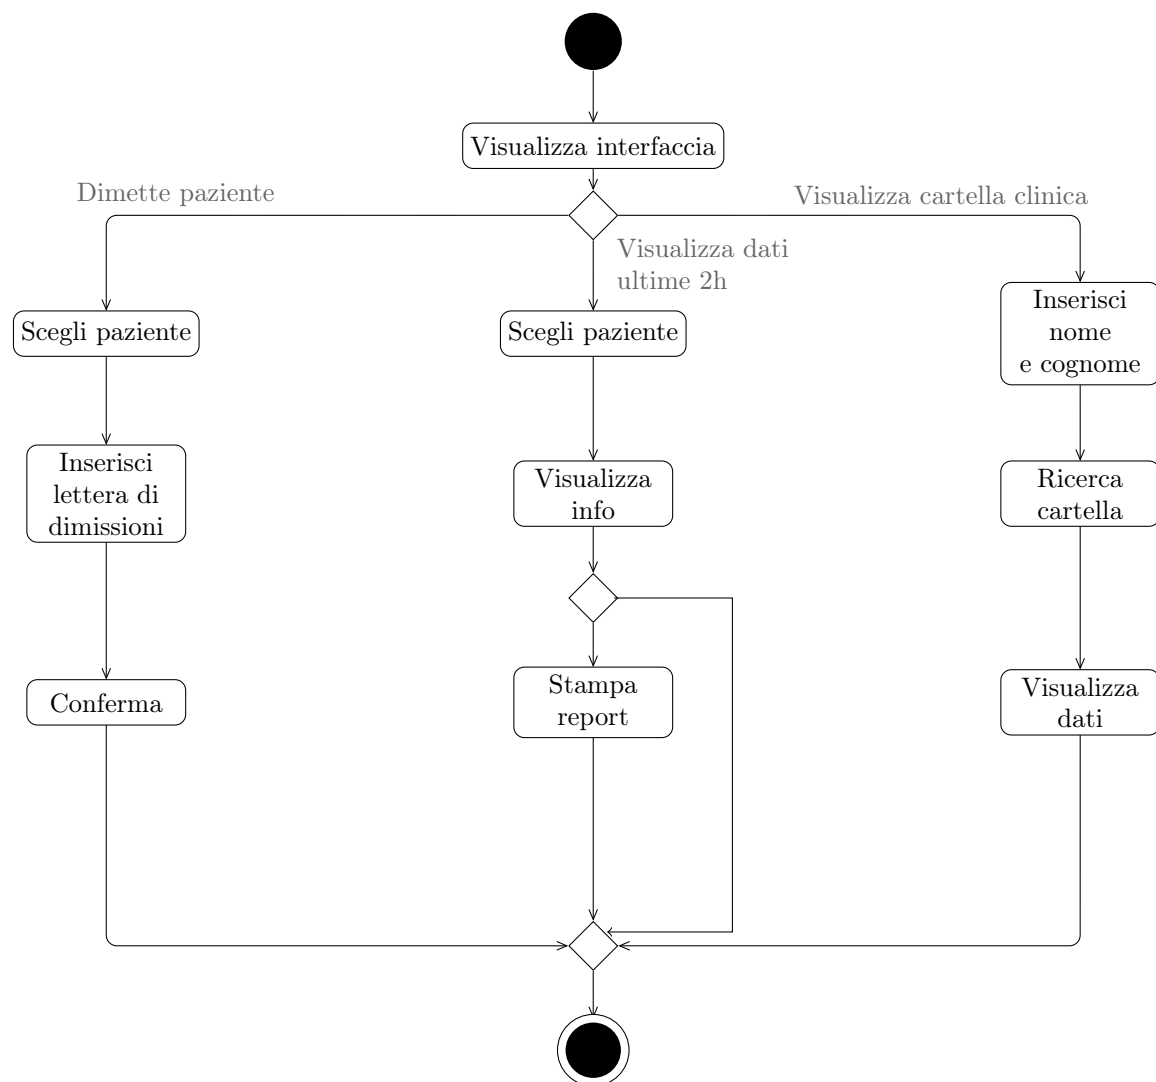 Visualizza interfaccia
Dimette paziente
Visualizza cartella clinica
Visualizza dati
ultime 2h
Scegli paziente
Scegli paziente
Inserisci
nome
e cognome
Inserisci
lettera di
dimissioni
Visualizza
info
Ricerca
cartella
Conferma
Stampa
report
Visualizza
dati